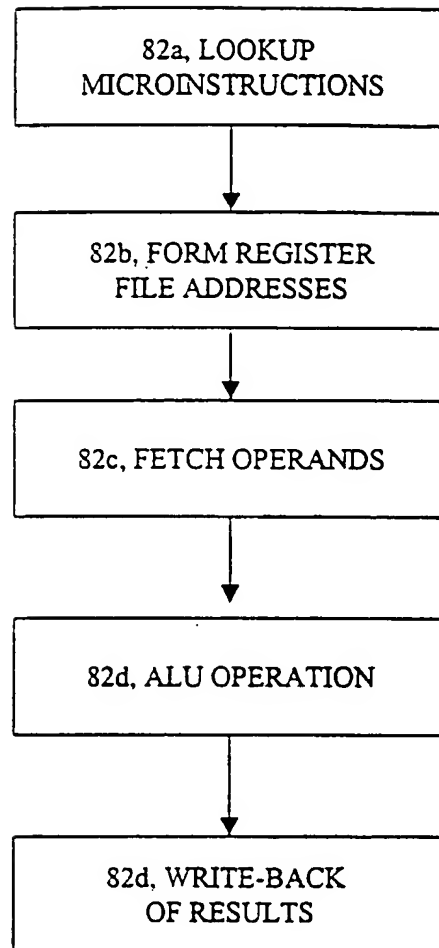 82a, LOOKUP
MICROINSTRUCTIONS
82b, FORM REGISTER
FILE ADDRESSES
82c, FETCH OPERANDS
82d, ALU OPERATION
82d, WRITE-BACK
OF RESULTS